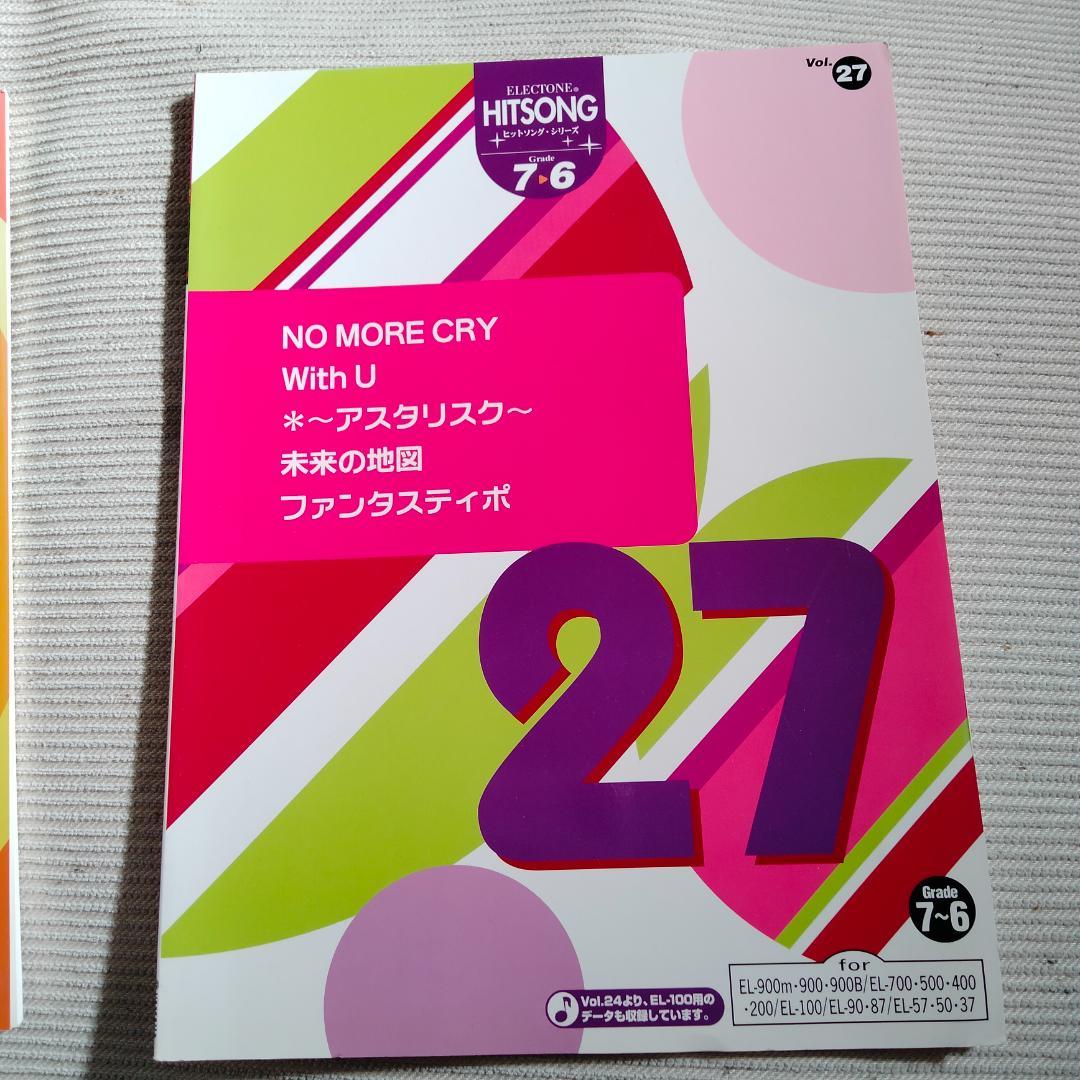 Vol. 27
ELECTONE®
HITSONG
ヒットソング・シリーズ
Grade
7▶6
NO MORE CRY
With U
＊～アスタリスク～
未来の地図
ファンタスティポ
27
Grade
7~6
for
EL-900m・900・900B/EL-700・500・400
・200/EL-100/EL-90・87/EL-57・50・37
Vol.24より、EL-100用の
データも収録しています。